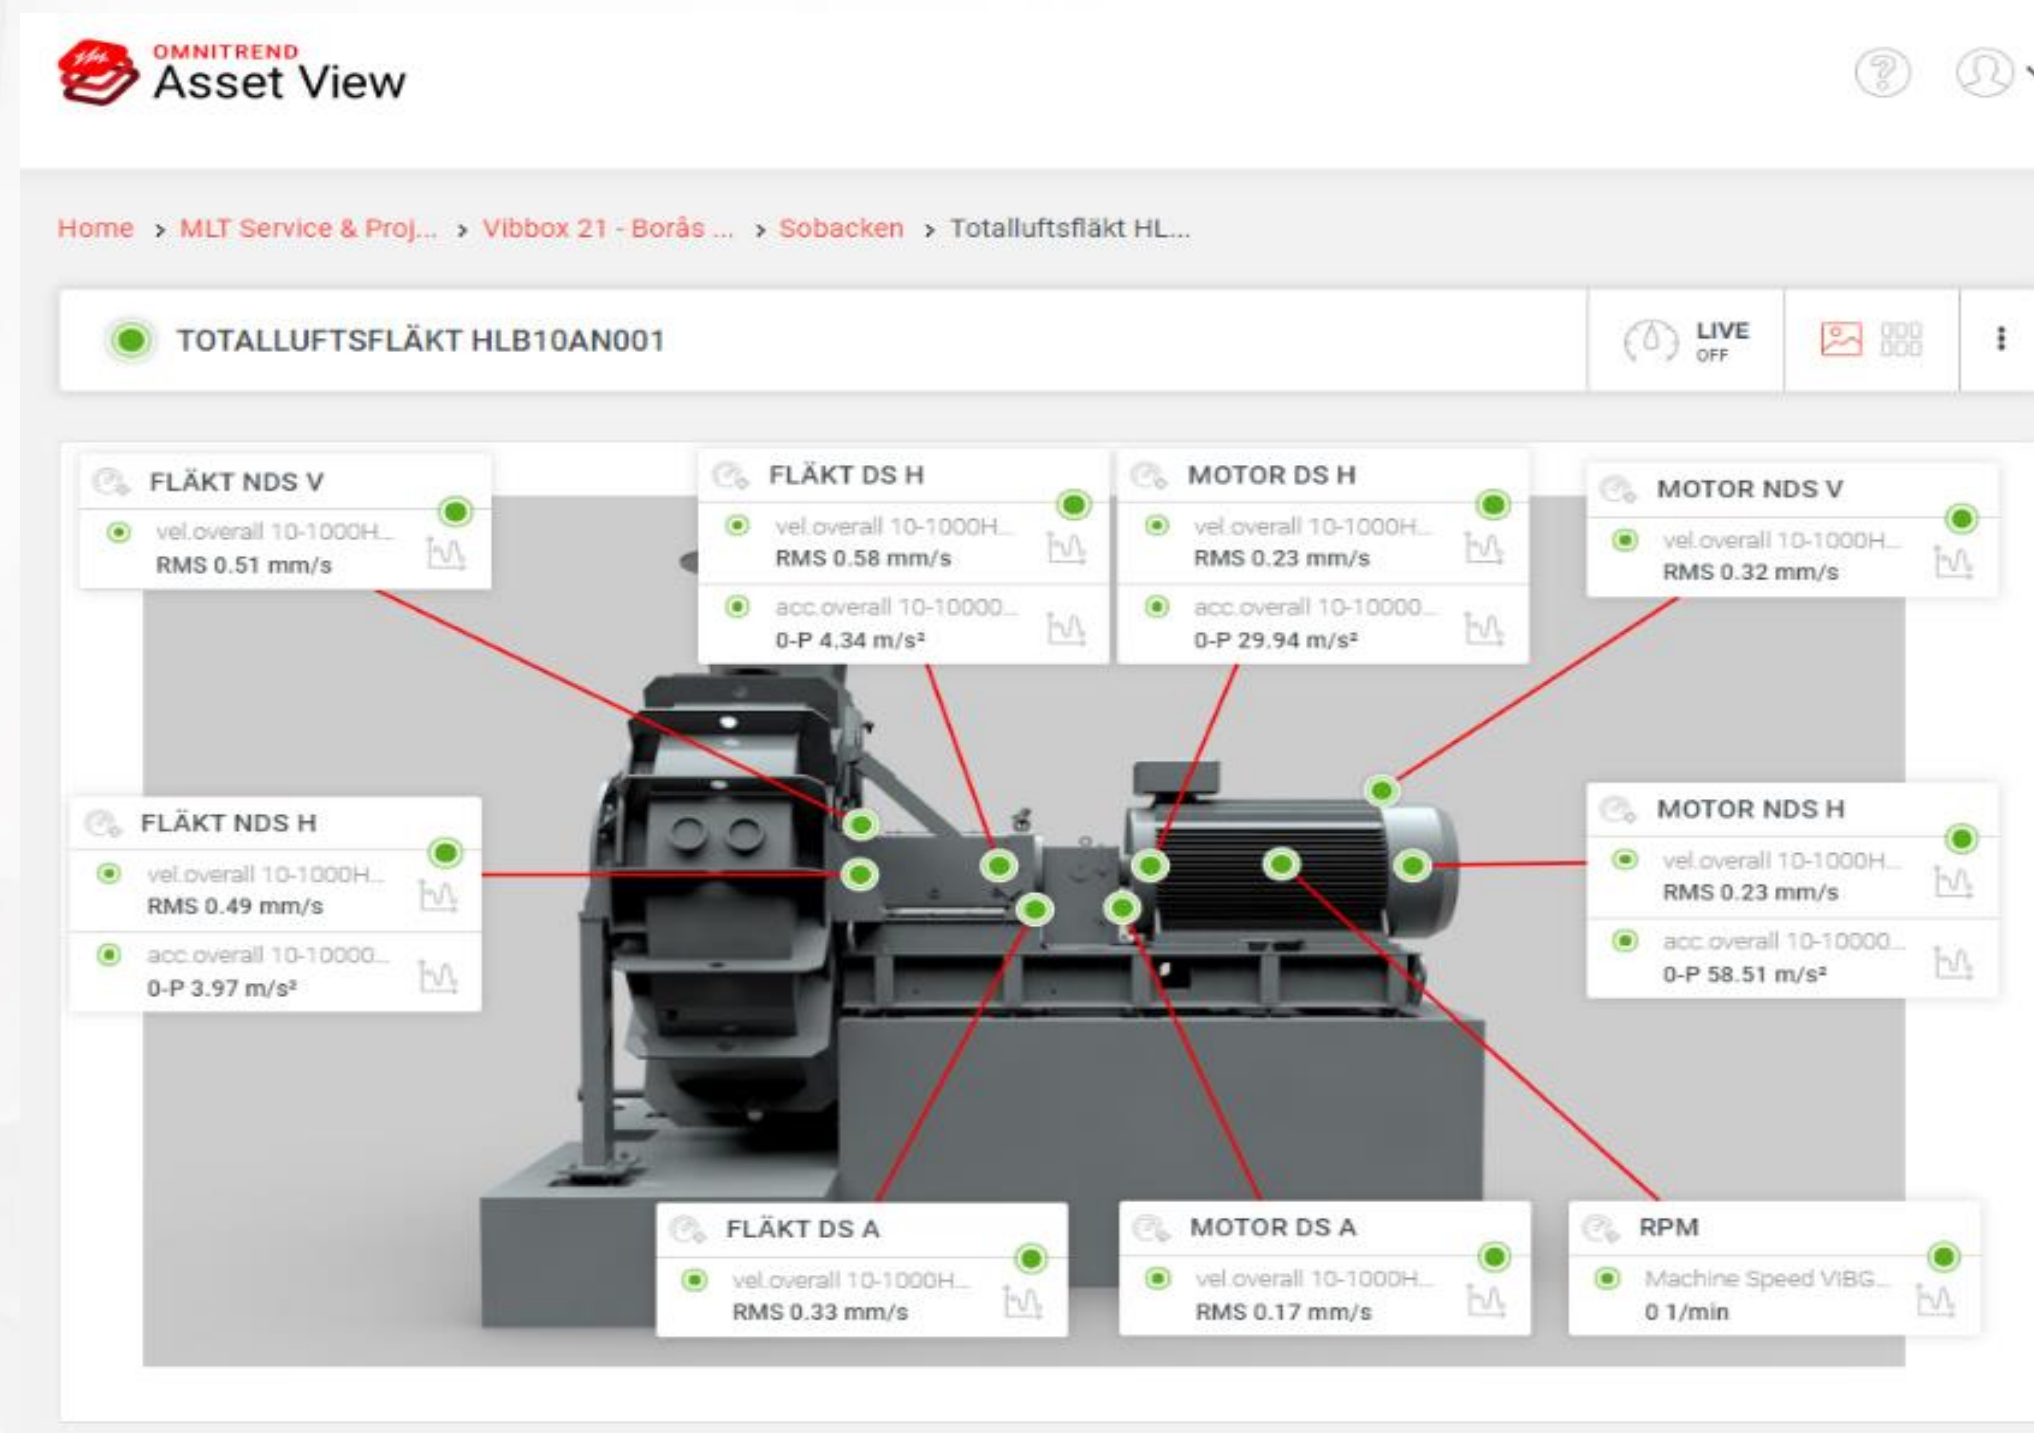 OMNITREND
Asset View
Home > MLT Service & Proj... > Vibbox 21 - Borås ... > Sobacken > Totalluftsfläkt HL...
TOTALLUFTSFLÄKT HLB10AN001
LIVE
OFF
FLÄKT NDS V
vel.overall 10-1000H...
RMS 0.51 mm/s
FLÄKT DS H
vel.overall 10-1000H...
RMS 0.58 mm/s
acc.overall 10-10000...
0-P 4.34 m/s²
MOTOR DS H
vel.overall 10-1000H...
RMS 0.23 mm/s
acc.overall 10-10000...
0-P 29.94 m/s²
MOTOR NDS V
vel.overall 10-1000H...
RMS 0.32 mm/s
FLÄKT NDS H
vel.overall 10-1000H...
RMS 0.49 mm/s
acc.overall 10-10000...
0-P 3.97 m/s²
MOTOR NDS H
vel.overall 10-1000H...
RMS 0.23 mm/s
acc.overall 10-10000...
0-P 58.51 m/s²
FLÄKT DS A
vel.overall 10-1000H...
RMS 0.33 mm/s
MOTOR DS A
vel.overall 10-1000H...
RMS 0.17 mm/s
RPM
Machine Speed VIBG...
0 1/min